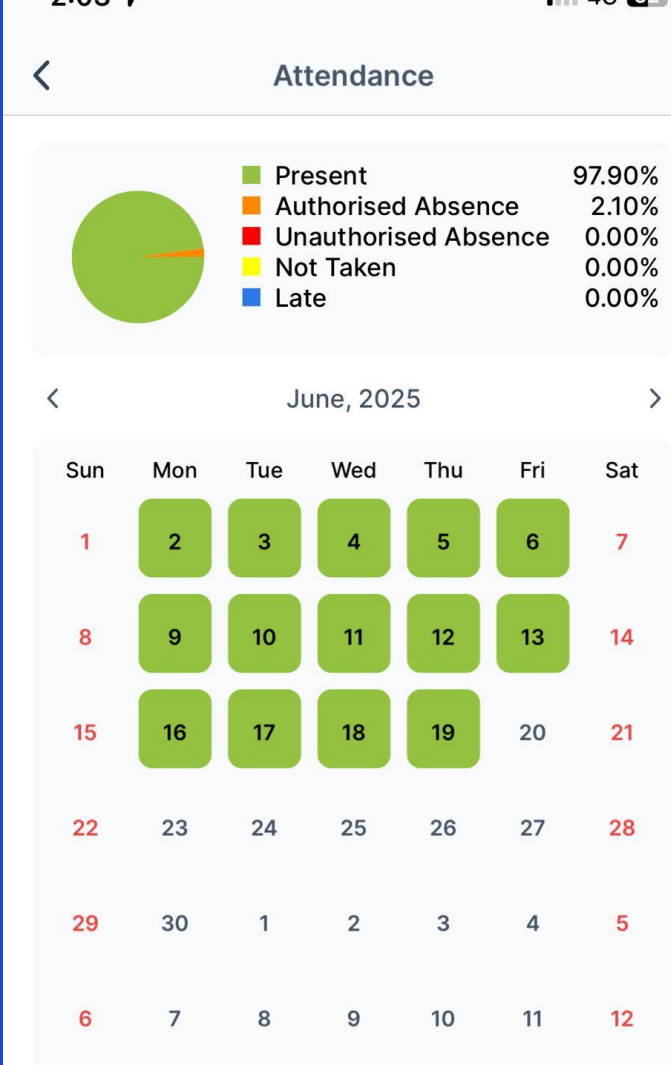 Attendance
Present 97.90%
Authorised Absence 2.10%
Unauthorised Absence 0.00%
Not Taken 0.00%
Late 0.00%
June, 2025
Sun Mon Tue Wed Thu Fri Sat
1 2 3 4 5 6 7
8 9 10 11 12 13 14
15 16 17 18 19 20 21
22 23 24 25 26 27 28
29 30 1 2 3 4 5
6 7 8 9 10 11 12